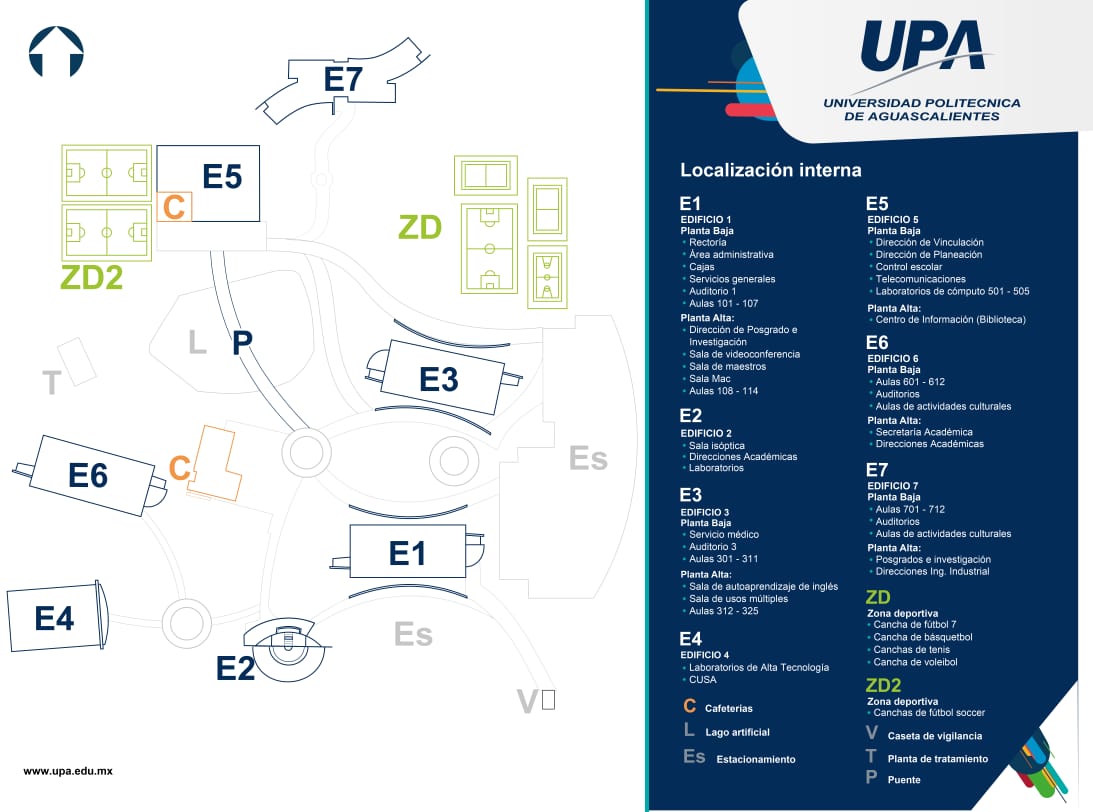 E7
E5
C
ZD
ZD2
L
P
T
E3
Es
E6
C
E1
E4
Es
E2
V
www.upa.edu.mx
UPA
UNIVERSIDAD POLITECNICA
DE AGUASCALIENTES
Localización interna
E1
EDIFICIO 1
Planta Baja
• Rectoría
• Área administrativa
• Cajas
• Servicios generales
• Auditorio 1
• Aulas 101 - 107
Planta Alta:
• Dirección de Posgrado e
Investigación
• Sala de videoconferencia
• Sala de maestros
• Sala Mac
• Aulas 108 - 114
E2
EDIFICIO 2
• Sala isóptica
• Direcciones Académicas
• Laboratorios
E3
EDIFICIO 3
Planta Baja
• Servicio médico
• Auditorio 3
• Aulas 301 - 311
Planta Alta:
• Sala de autoaprendizaje de inglés
• Sala de usos múltiples
• Aulas 312 - 325
E4
EDIFICIO 4
• Laboratorios de Alta Tecnología
• CUSA
C Cafeterías
L Lago artificial
Es Estacionamiento
E5
EDIFICIO 5
Planta Baja
• Dirección de Vinculación
• Dirección de Planeación
• Control escolar
• Telecomunicaciones
• Laboratorios de cómputo 501 - 505
Planta Alta:
• Centro de Información (Biblioteca)
E6
EDIFICIO 6
Planta Baja
• Aulas 601 - 612
• Auditorios
• Aulas de actividades culturales
Planta Alta:
• Secretaría Académica
• Direcciones Académicas
E7
EDIFICIO 7
Planta Baja
• Aulas 701 - 712
• Auditorios
• Aulas de actividades culturales
Planta Alta:
• Posgrados e investigación
• Direcciones Ing. Industrial
ZD
Zona deportiva
• Cancha de fútbol 7
• Cancha de básquetbol
• Canchas de tenis
• Cancha de voleibol
ZD2
Zona deportiva
• Canchas de fútbol soccer
V Caseta de vigilancia
T Planta de tratamiento
P Puente